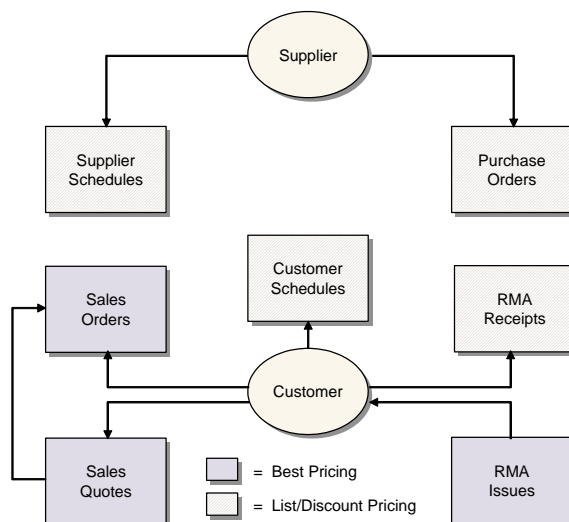 Supplier
Supplier
Schedules
Purchase
Orders
Customer
Schedules
Sales
Orders
RMA
Receipts
Customer
Sales
Quotes
= Best Pricing
= List/Discount Pricing
RMA
Issues